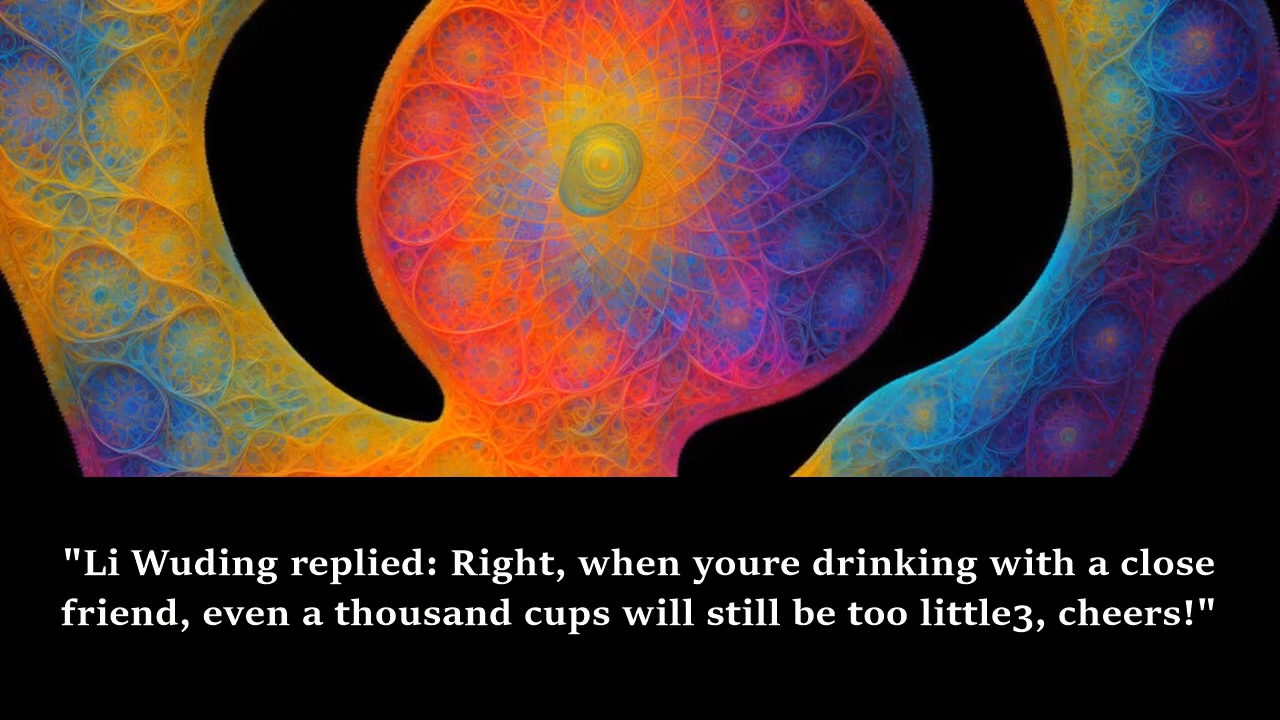 "Li Wuding replied: Right, when youre drinking with a close
friend, even a thousand cups will still be too little3, cheers!"